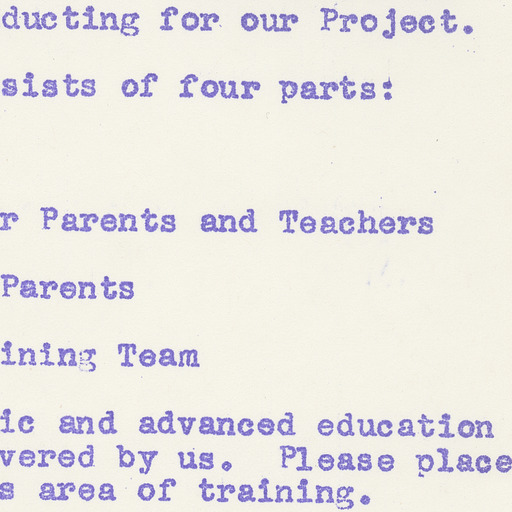 ducting for our Project.
sists of four parts:
r Parents and Teachers
Parents
ining Team
ic and advanced education
vered by us.  Please place
s area of training.